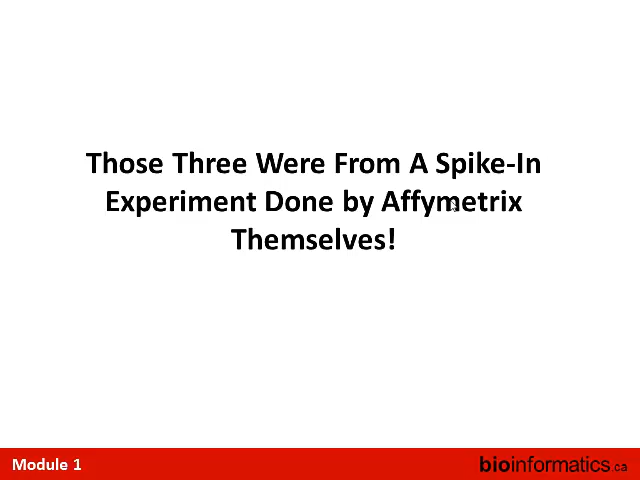 Those Three Were From A Spike-In
Experiment Done by Affymetrix
Themselves!
Module 1
bioinformatics.ca